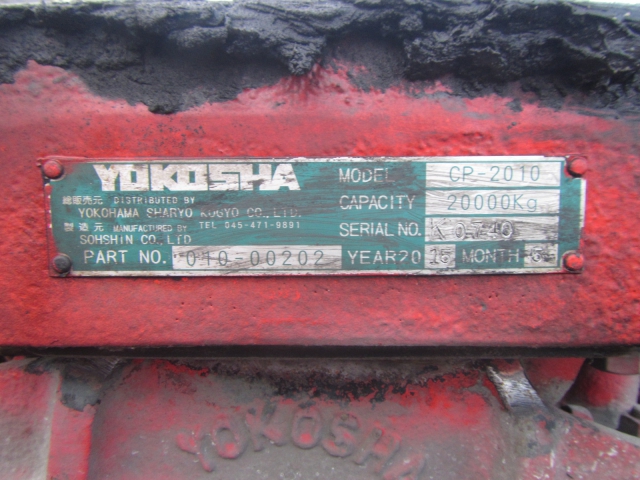 YOKOSHA
MODEL CP-2010
総販売元 DISTRIBUTED BY
YOKOHAMA SHARYO KOGYO CO., LTD.
CAPACITY 20000Kg
製造元 MANUFACTURED BY TEL 045-471-9891
SOHSHIN CO., LTD
SERIAL NO.
PART NO. 010-00202
YEAR 20 16 MONTH
YOKOSHA